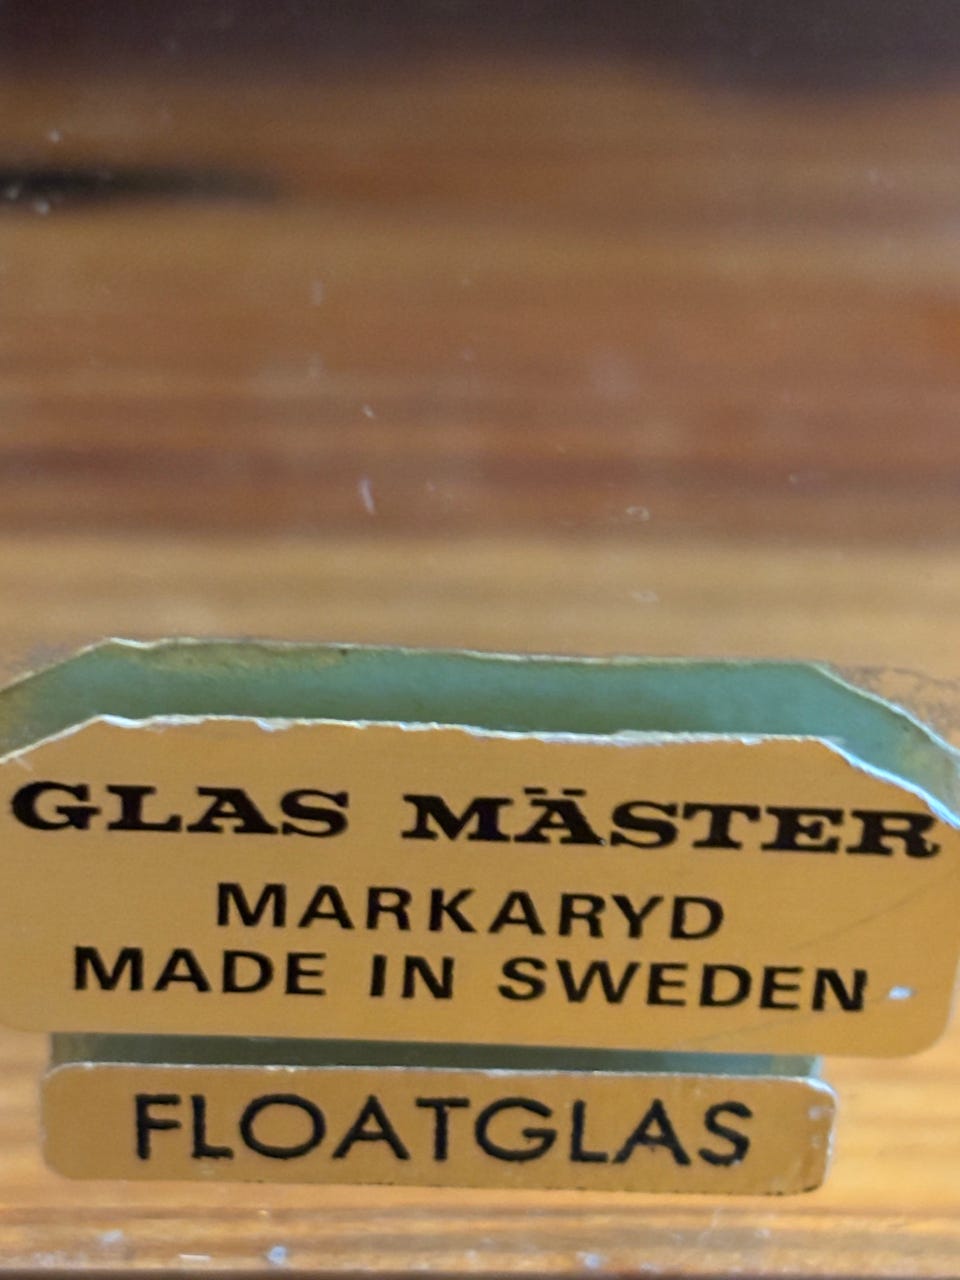 GLAS MÄSTER
MARKARYD
MADE IN SWEDEN
FLOATGLAS